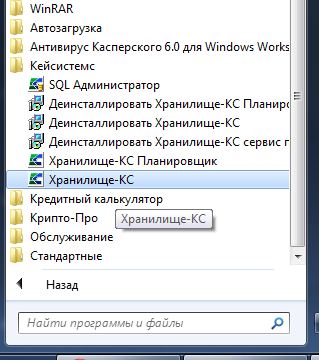 WinRAR
Автозагрузка
Антивирус Касперского 6.0 для Windows Works
Кейсистемс
SQL Администратор
Деинсталлировать Хранилище-КС Планиро
Деинсталлировать Хранилище-КС
Деинсталлировать Хранилище-КС сервис г
Хранилище-КС Планировщик
Хранилище-КС
Кредитный калькулятор
Крипто-Про
Хранилище-КС
Обслуживание
Стандартные
Назад
Найти программы и файлы